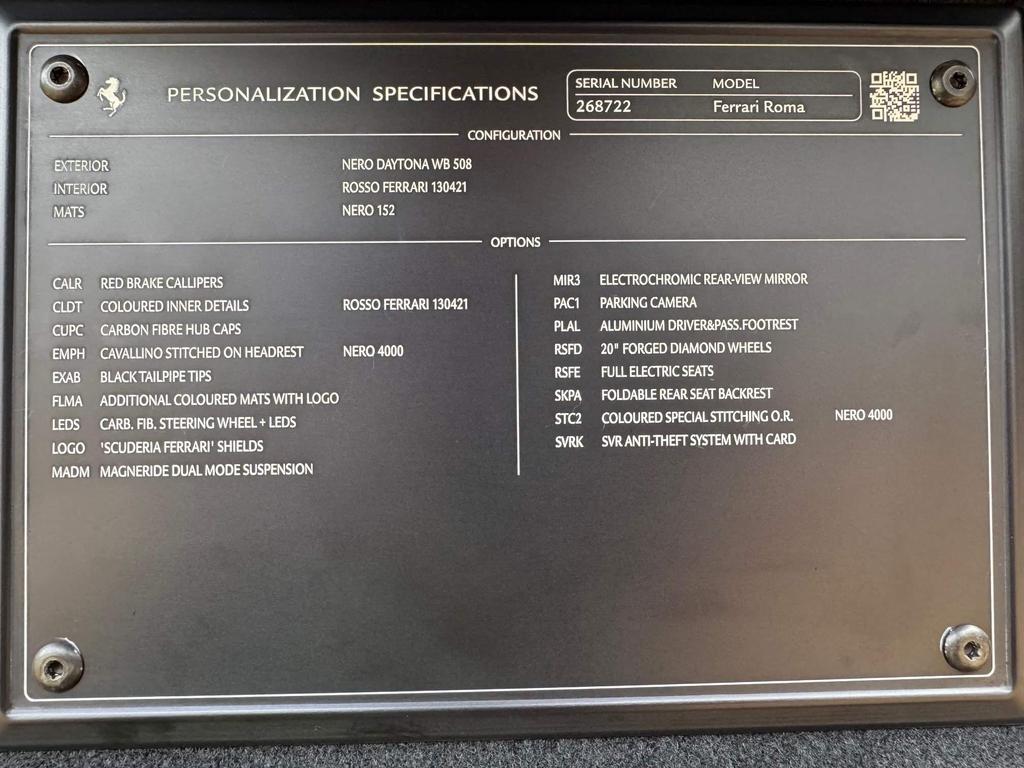 PERSONALIZATION SPECIFICATIONS
SERIAL NUMBER MODEL
268722 Ferrari Roma
CONFIGURATION
EXTERIOR NERO DAYTONA WB 508
INTERIOR ROSSO FERRARI 130421
MATS NERO 152
OPTIONS
CALR RED BRAKE CALLIPERS
CLDT COLOURED INNER DETAILS ROSSO FERRARI 130421
CUPC CARBON FIBRE HUB CAPS
EMPH CAVALLINO STITCHED ON HEADREST NERO 4000
EXAB BLACK TAILPIPE TIPS
FLMA ADDITIONAL COLOURED MATS WITH LOGO
LEDS CARB. FIB. STEERING WHEEL + LEDS
LOGO 'SCUDERIA FERRARI' SHIELDS
MADM MAGNERIDE DUAL MODE SUSPENSION
MIR3 ELECTROCHROMIC REAR-VIEW MIRROR
PAC1 PARKING CAMERA
PLAL ALUMINIUM DRIVER&PASS.FOOTREST
RSFD 20" FORGED DIAMOND WHEELS
RSFE FULL ELECTRIC SEATS
SKPA FOLDABLE REAR SEAT BACKREST
STC2 COLOURED SPECIAL STITCHING O.R. NERO 4000
SVRK SVR ANTI-THEFT SYSTEM WITH CARD